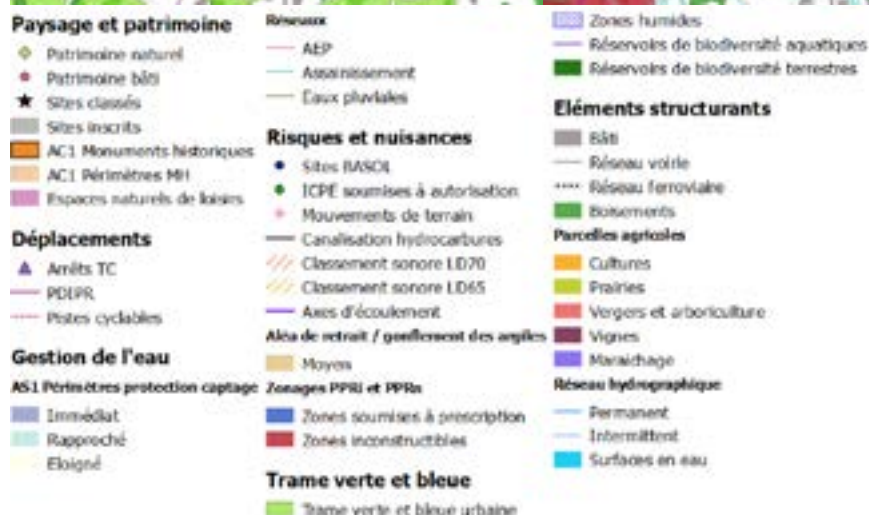 Paysage et patrimoine
Patrimoine naturel
Patrimoine bâti
Sites classés
Sites inscrits
AC1 Monuments historiques
AC1 Périmètres MH
Espaces naturels de loisirs
Déplacements
Arrêts TC
PDIPR
Pistes cyclables
Gestion de l'eau
AS1 Périmètres protection captage
Immédiat
Rapproché
Eloigné
Réseaux
AEP
Assainissement
Eaux pluviales
Risques et nuisances
Sites BASOL
ICPE soumises à autorisation
Mouvements de terrain
Canalisation hydrocarbures
Classement sonore LD70
Classement sonore LD65
Axes d'écoulement
Aléa de retrait / gonflement des argiles
Moyen
Zonages PPRi et PPRn
Zones soumises à prescription
Zones inconstructibles
Trame verte et bleue
Trame verte et bleue urbaine
Zones humides
Réservoirs de biodiversité aquatiques
Réservoirs de biodiversité terrestres
Eléments structurants
Bâti
Réseau voirie
Réseau ferroviaire
Boisements
Parcelles agricoles
Cultures
Prairies
Vergers et arboriculture
Vignes
Maraichage
Réseau hydrographique
Permanent
Intermittent
Surfaces en eau